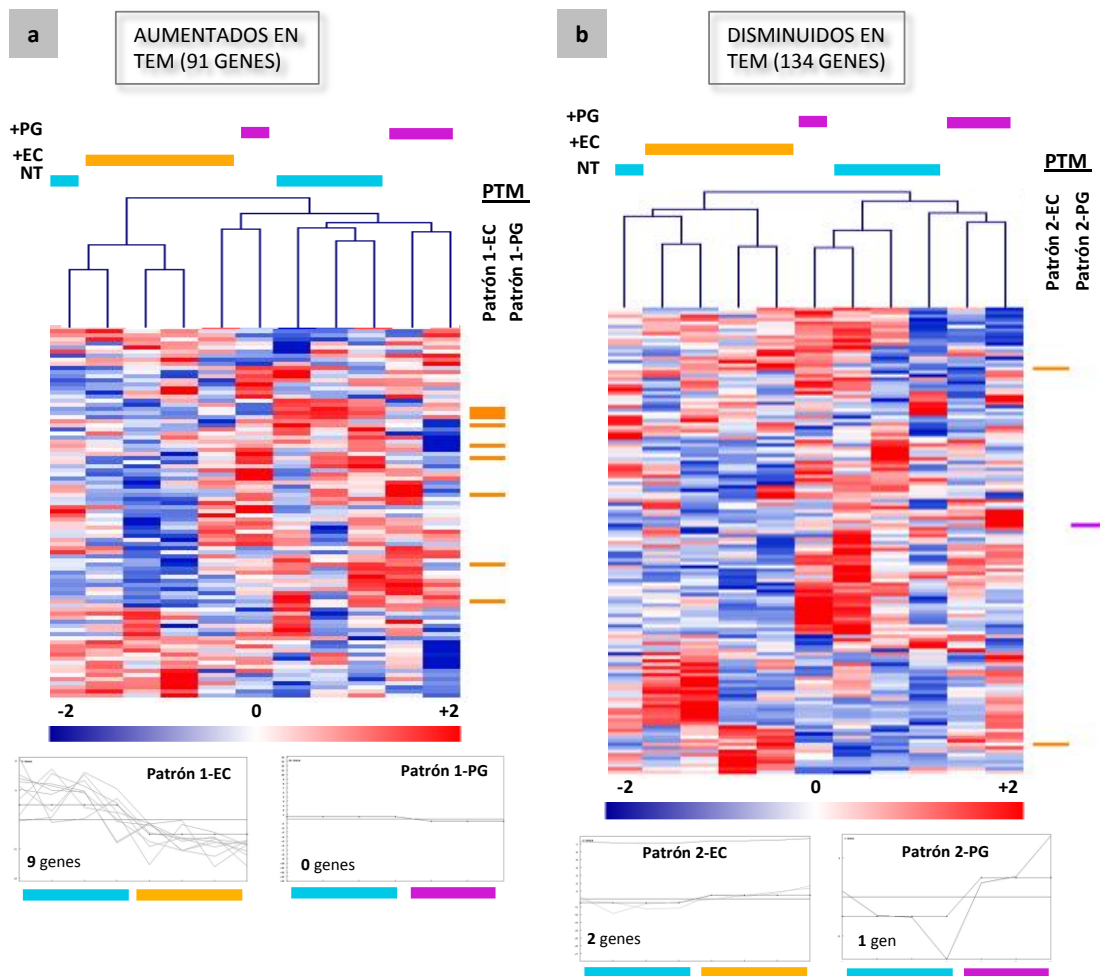 a
AUMENTADOS EN
TEM (91 GENES)
+PG
+EC
NT
PTM
Patrón 1-EC
Patrón 1-PG
-2
0
+2
Patrón 1-EC
9 genes
Patrón 1-PG
0 genes
b
DISMINUIDOS EN
TEM (134 GENES)
+PG
+EC
NT
PTM
Patrón 2-EC
Patrón 2-PG
-2
0
+2
Patrón 2-EC
2 genes
Patrón 2-PG
1 gen